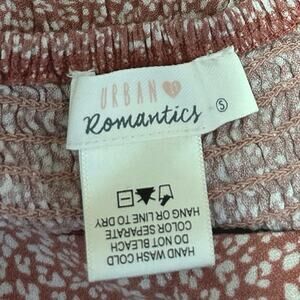 URBAN
Romantics
S
HAND WASH COLD
DO NOT BLEACH
COLOR SEPARATE
HANG OR LINE TO DRY